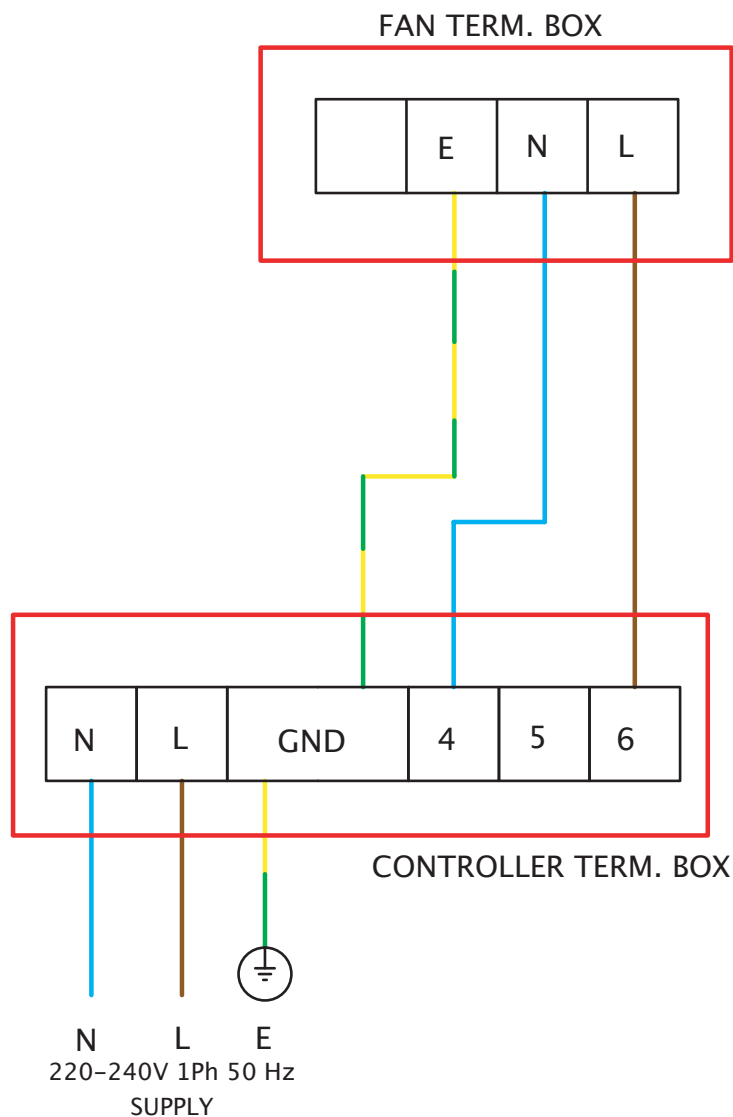 FAN TERM. BOX
E N L
N L GND 4 5 6
CONTROLLER TERM. BOX
N L E
220-240V 1Ph 50 Hz
SUPPLY